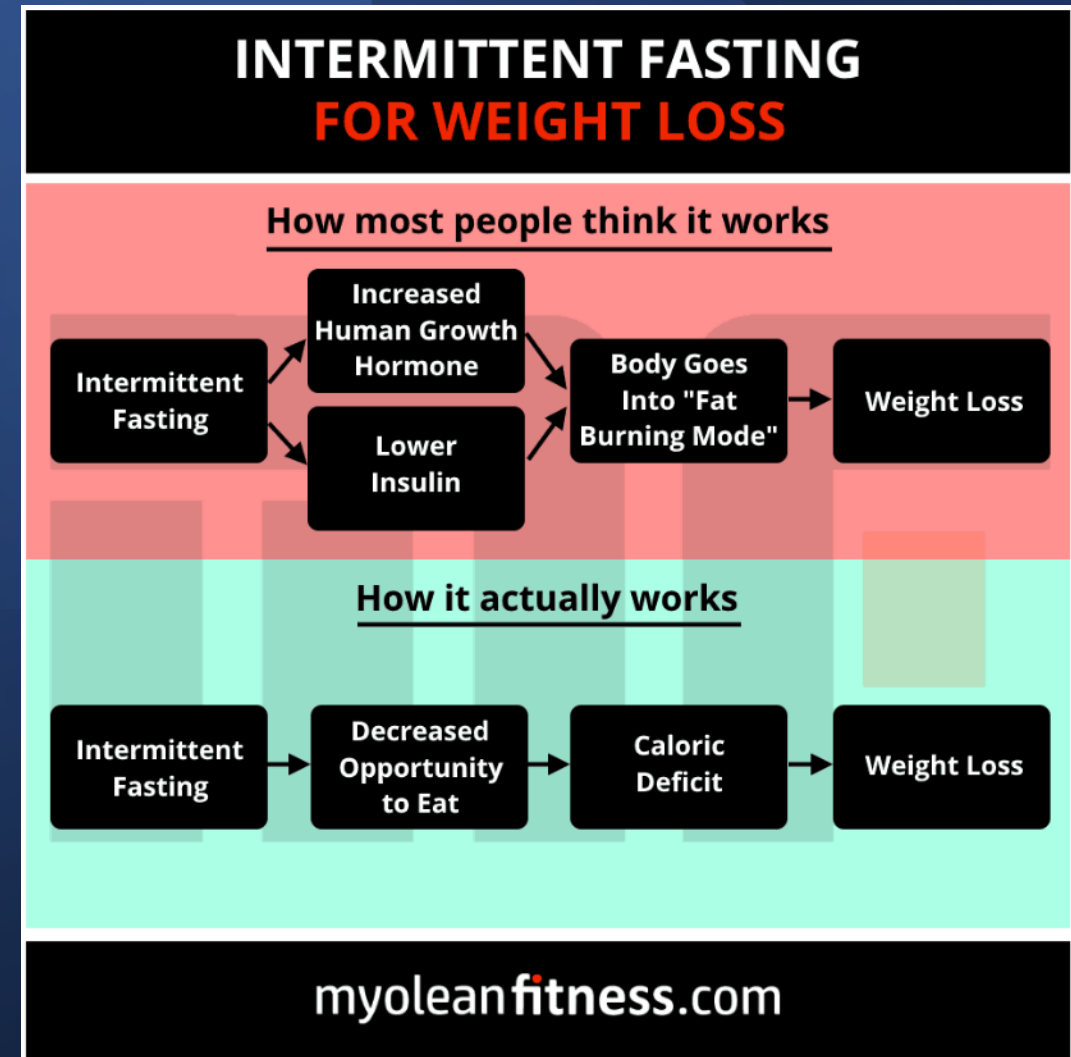 INTERMITTENT FASTING
FOR WEIGHT LOSS
How most people think it works
Intermittent
Fasting
Increased
Human Growth
Hormone
Lower
Insulin
Body Goes
Into "Fat
Burning Mode"
Weight Loss
How it actually works
Intermittent
Fasting
Decreased
Opportunity
to Eat
Caloric
Deficit
Weight Loss
myoleanfitness.com